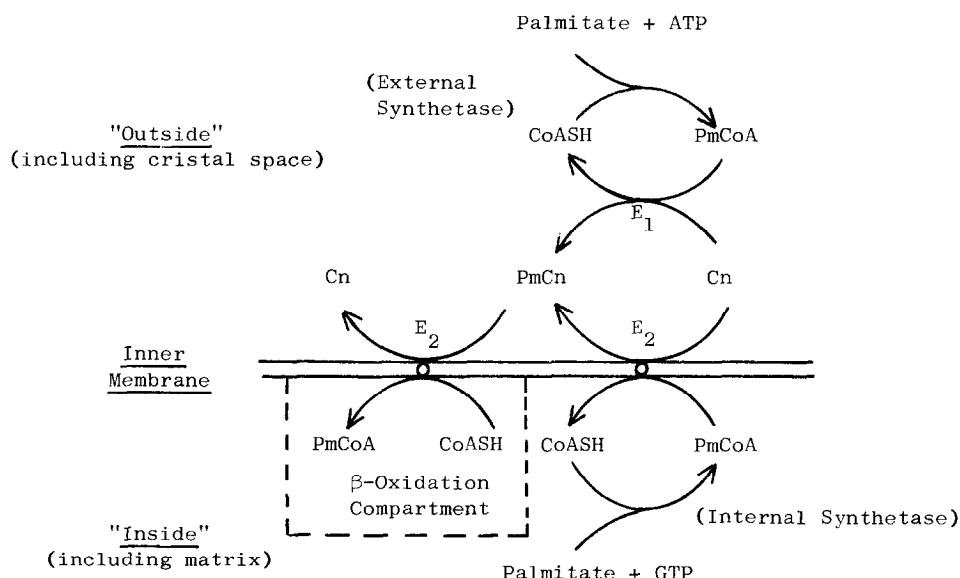 Palmitate + ATP
(External
Synthetase)
"Outside"
(including cristal space)
CoASH
PmCoA
E1
Cn
PmCn
Cn
E2
E2
Inner
Membrane
PmCoA
CoASH
CoASH
PmCoA
β-Oxidation
Compartment
"Inside"
(including matrix)
(Internal Synthetase)
Palmitate + GTP